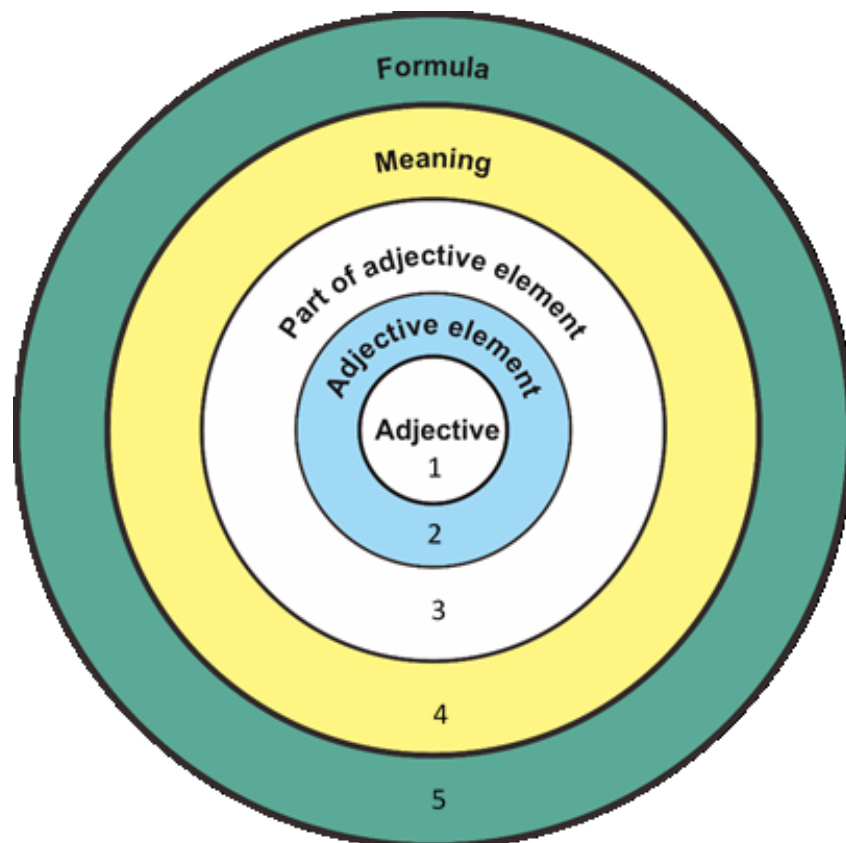 Formula
Meaning
Part of adjective element
Adjective element
Adjective
1
2
3
4
5